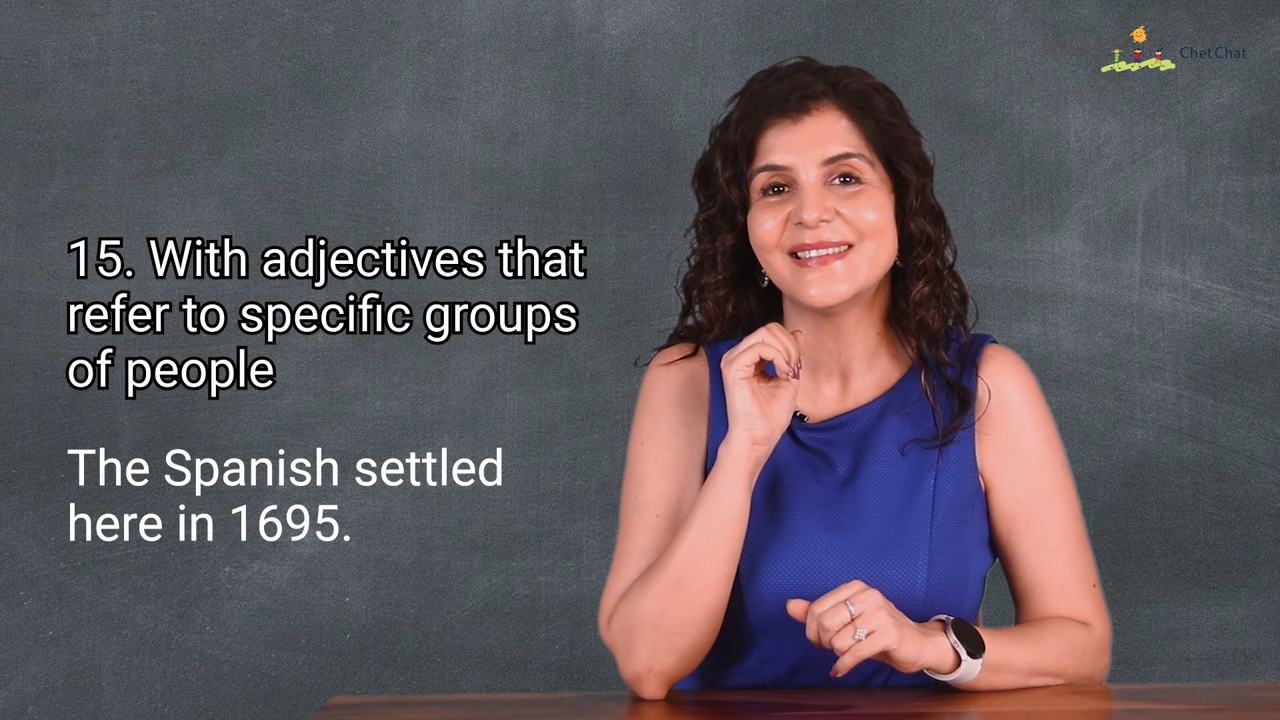 ChetChat
15. With adjectives that
refer to specific groups
of people
The Spanish settled
here in 1695.